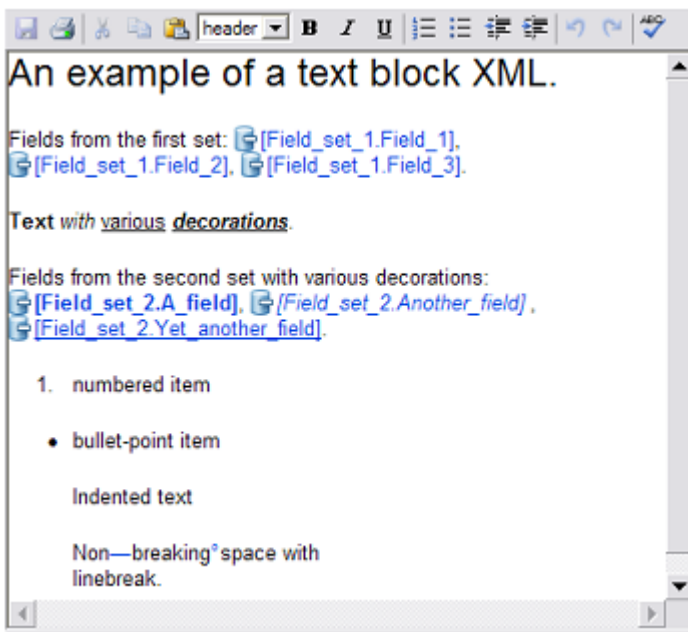 header B I U ABC
An example of a text block XML.
Fields from the first set: [Field_set_1.Field_1],
[Field_set_1.Field_2], [Field_set_1.Field_3].
Text with various decorations.
Fields from the second set with various decorations:
[Field_set_2.A_field], [Field_set_2.Another_field] ,
[Field_set_2.Yet_another_field].
1. numbered item
• bullet-point item
Indented text
Non—breaking°space with
linebreak.